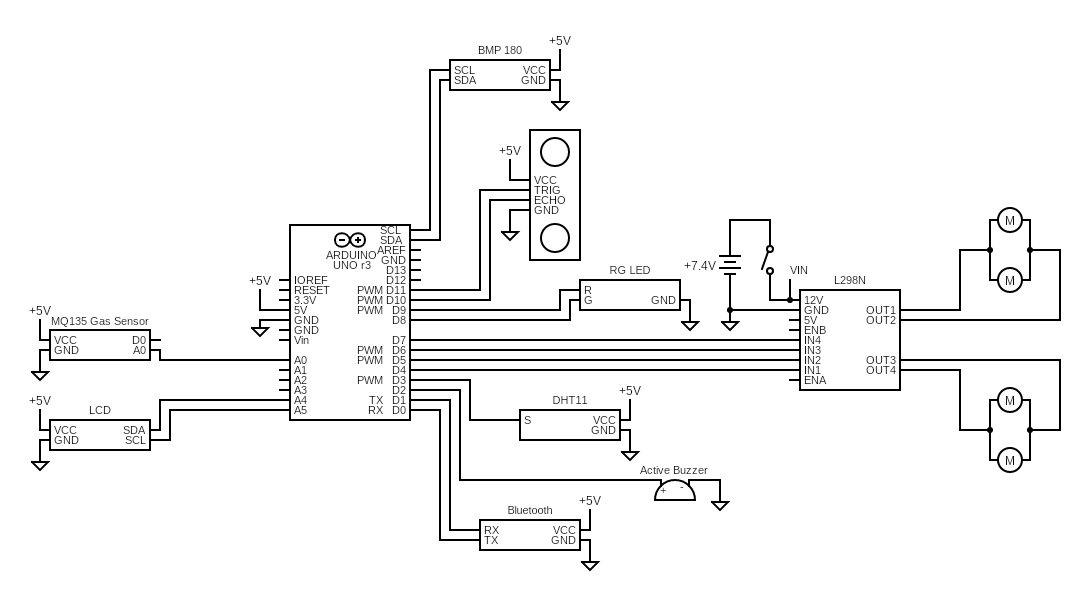 +5V
BMP 180
SCL VCC
SDA GND
+5V
VCC
TRIG
ECHO
GND
ARDUINO
UNO r3
SCL
SDA
AREF
GND
D13
D12
IOREF
RESET PWM D11
3.3V PWM D10
5V PWM D9
GND D8
GND
Vin D7
PWM D6
A0 PWM D5
A1 D4
A2 PWM D3
A3 D2
A4 TX D1
A5 RX D0
+5V
+5V
MQ135 Gas Sensor
VCC D0
GND A0
+5V
LCD
VCC SDA
GND SCL
RG LED
R
G GND
+7.4V
VIN
L298N
12V
GND OUT1
5V OUT2
ENB
IN4
IN3
IN2 OUT3
IN1 OUT4
ENA
M
M
M
M
+5V
DHT11
S VCC
GND
Active Buzzer
+ -
+5V
Bluetooth
RX VCC
TX GND